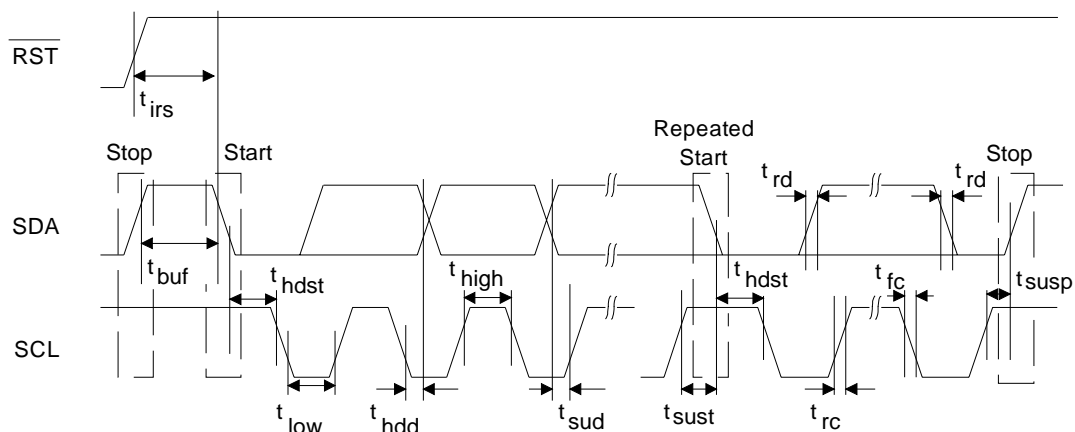 RST
t irs
Repeated
Stop Start Start Stop
t rd t rd
SDA
t buf t hdst t high t hdst t fc t susp
SCL
t low t hdd t sud t sust t rc